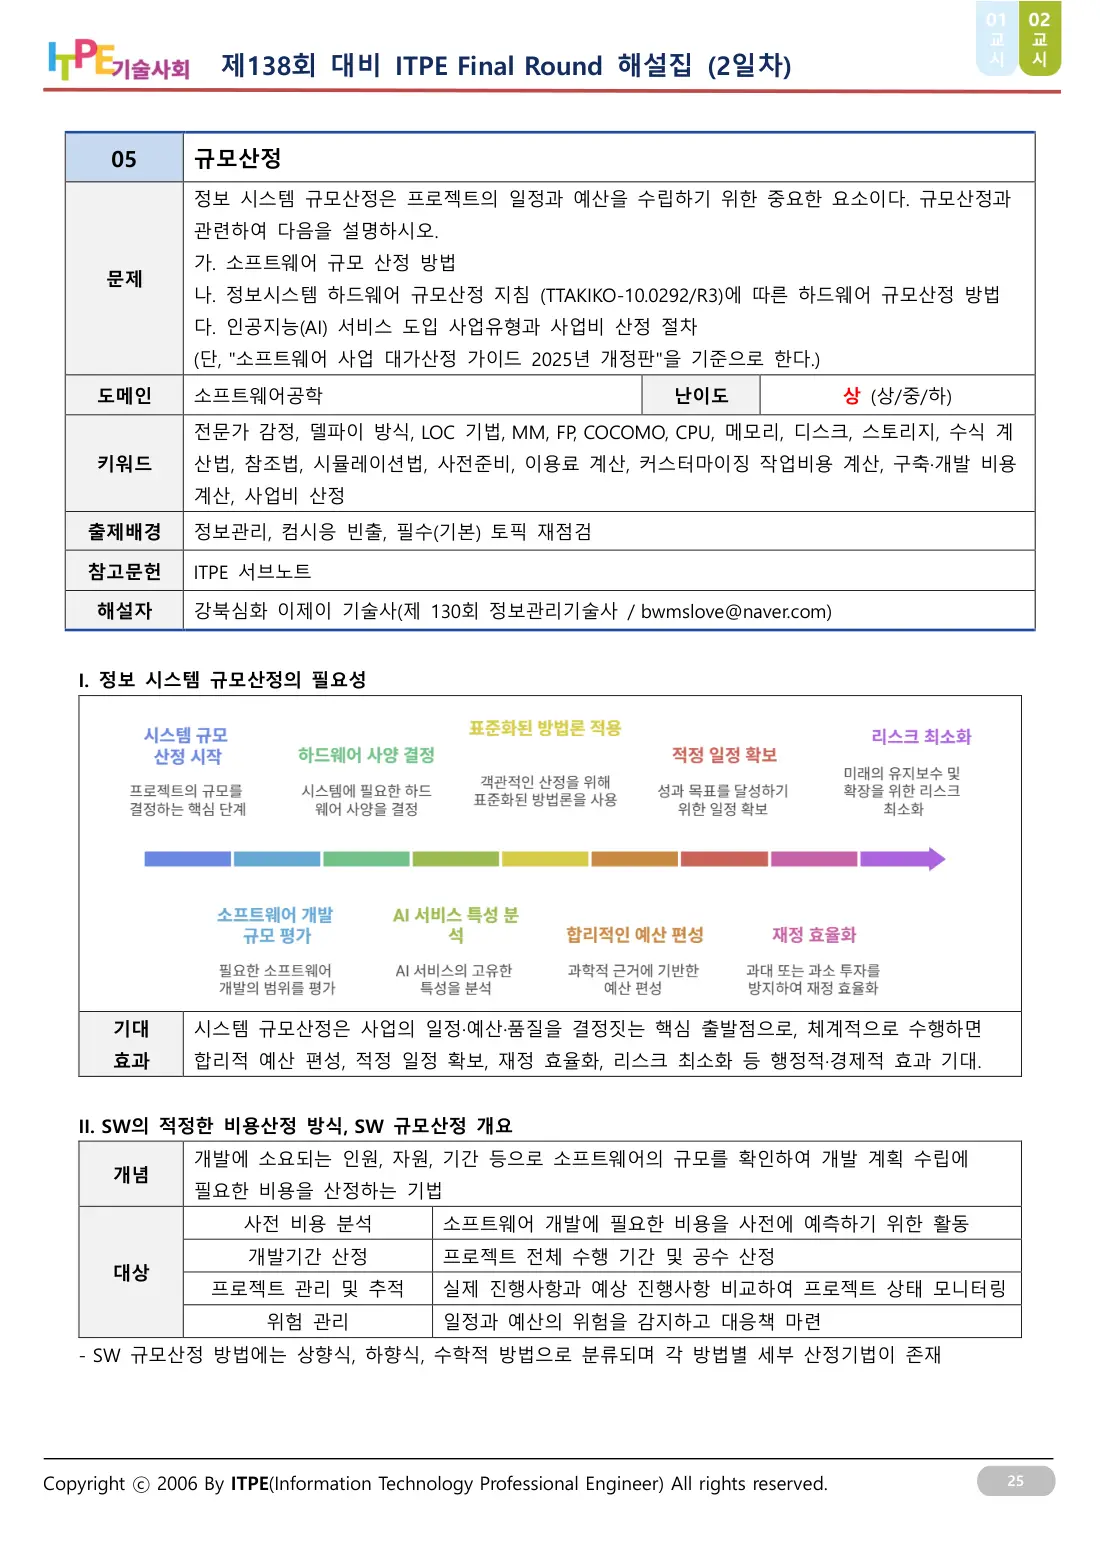 01
교
시
02
교
시
ITPE기술사회
제138회 대비 ITPE Final Round 해설집 (2일차)
05
규모산정
문제
정보 시스템 규모산정은 프로젝트의 일정과 예산을 수립하기 위한 중요한 요소이다. 규모산정과
관련하여 다음을 설명하시오.
가. 소프트웨어 규모 산정 방법
나. 정보시스템 하드웨어 규모산정 지침 (TTAKIKO-10.0292/R3)에 따른 하드웨어 규모산정 방법
다. 인공지능(AI) 서비스 도입 사업유형과 사업비 산정 절차
(단, "소프트웨어 사업 대가산정 가이드 2025년 개정판"을 기준으로 한다.)
도메인
소프트웨어공학
난이도
상 (상/중/하)
키워드
전문가 감정, 델파이 방식, LOC 기법, MM, FP, COCOMO, CPU, 메모리, 디스크, 스토리지, 수식 계
산법, 참조법, 시뮬레이션법, 사전준비, 이용료 계산, 커스터마이징 작업비용 계산, 구축·개발 비용
계산, 사업비 산정
출제배경
정보관리, 컴시응 빈출, 필수(기본) 토픽 재점검
참고문헌
ITPE 서브노트
해설자
강북심화 이제이 기술사(제 130회 정보관리기술사 / bwmslove@naver.com)
I. 정보 시스템 규모산정의 필요성
시스템 규모
산정 시작
프로젝트의 규모를
결정하는 핵심 단계
하드웨어 사양 결정
시스템에 필요한 하드
웨어 사양을 결정
표준화된 방법론 적용
객관적인 산정을 위해
표준화된 방법론을 사용
적정 일정 확보
성과 목표를 달성하기
위한 일정 확보
리스크 최소화
미래의 유지보수 및
확장을 위한 리스크
최소화
소프트웨어 개발
규모 평가
필요한 소프트웨어
개발의 범위를 평가
AI 서비스 특성 분
석
AI 서비스의 고유한
특성을 분석
합리적인 예산 편성
과학적 근거에 기반한
예산 편성
재정 효율화
과대 또는 과소 투자를
방지하여 재정 효율화
기대
효과
시스템 규모산정은 사업의 일정·예산·품질을 결정짓는 핵심 출발점으로, 체계적으로 수행하면
합리적 예산 편성, 적정 일정 확보, 재정 효율화, 리스크 최소화 등 행정적·경제적 효과 기대.
II. SW의 적정한 비용산정 방식, SW 규모산정 개요
개념
개발에 소요되는 인원, 자원, 기간 등으로 소프트웨어의 규모를 확인하여 개발 계획 수립에
필요한 비용을 산정하는 기법
대상
사전 비용 분석
소프트웨어 개발에 필요한 비용을 사전에 예측하기 위한 활동
개발기간 산정
프로젝트 전체 수행 기간 및 공수 산정
프로젝트 관리 및 추적
실제 진행사항과 예상 진행사항 비교하여 프로젝트 상태 모니터링
위험 관리
일정과 예산의 위험을 감지하고 대응책 마련
- SW 규모산정 방법에는 상향식, 하향식, 수학적 방법으로 분류되며 각 방법별 세부 산정기법이 존재
Copyright ⓒ 2006 By ITPE(Information Technology Professional Engineer) All rights reserved.
25